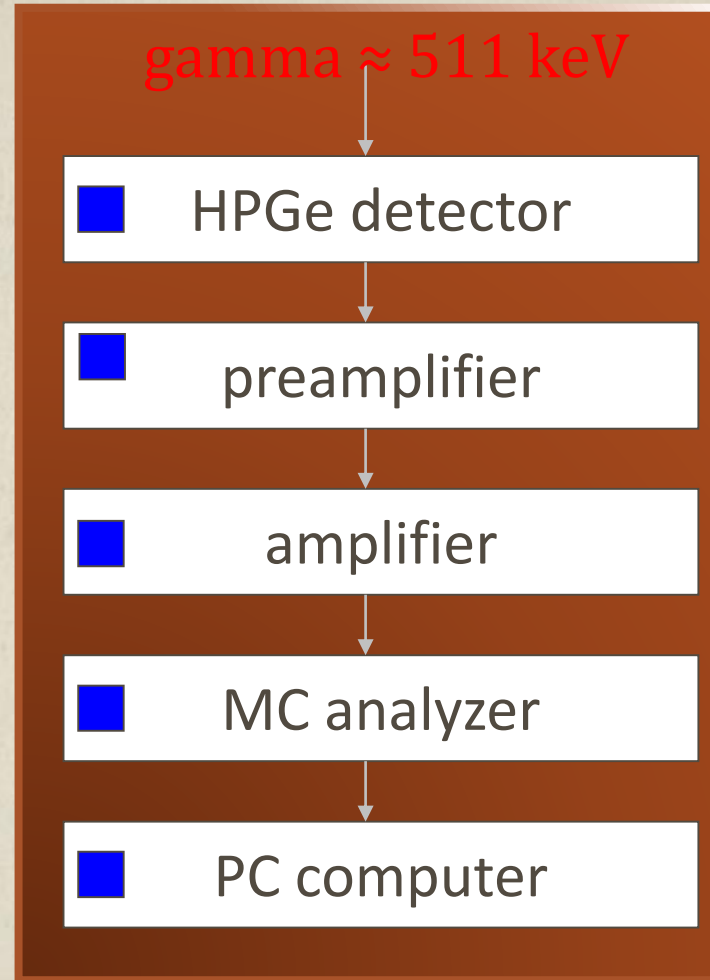 gamma ≈ 511 keV
HPGe detector
preamplifier
amplifier
MC analyzer
PC computer